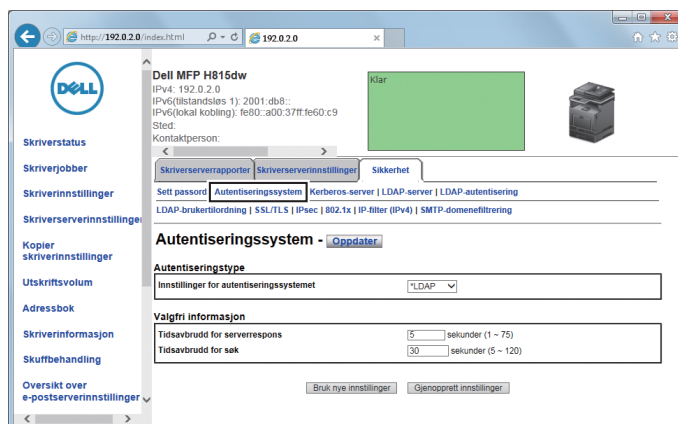 http://192.0.2.0/index.html
192.0.2.0
DELL
Skriverstatus
Skriverjobber
Skriverinnstillinger
Skriverserverinnstillinger
Kopier
skriverinnstillinger
Utskriftsvolum
Adressbok
Skriverinformasjon
Skuffbehandling
Oversikt over
e-postserverinnstillinger
Dell MFP H815dw
IPv4: 192.0.2.0
IPv6(tilstandsløs 1): 2001:db8::
IPv6(lokal kobling): fe80::a00:37ff:fe60:c9
Sted:
Kontaktperson:
Klar
Skriverserverrapporter Skriverserverinnstillinger Sikkerhet
Sett passord Autentiseringssystem Kerberos-server | LDAP-server | LDAP-autentisering
LDAP-brukertilordning | SSL/TLS | IPsec | 802.1x | IP-filter (IPv4) | SMTP-domenefiltrering
Autentiseringssystem - Oppdater
Autentiseringstype
Innstillinger for autentiseringssystemet *LDAP
Valgfri informasjon
Tidsavbrudd for serverrespons 5 sekunder (1 ~ 75)
Tidsavbrudd for søk 30 sekunder (5 ~ 120)
Bruk nye innstillinger Gjenopprett innstillinger